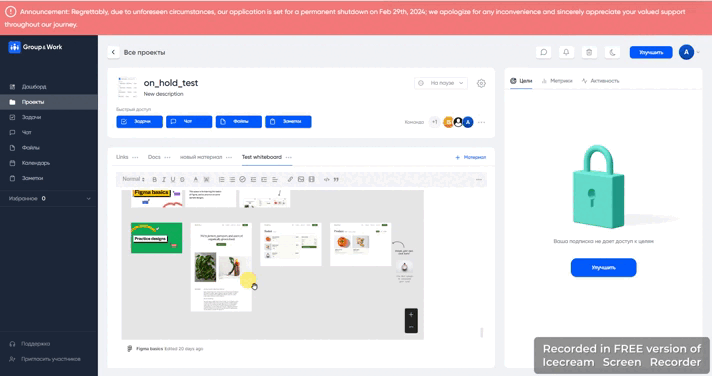 Announcement: Regrettably, due to unforeseen circumstances, our application is set for a permanent shutdown on Feb 29th, 2024; we apologize for any inconvenience and sincerely appreciate your valued support
throughout our journey.
Group & Work
Все проекты
Улучшить
A
Дашборд
Проекты
Задачи
Чат
Файлы
Календарь
Заметки
Избранное 0
Поддержка
Пригласить участников
on_hold_test
New description
На паузе
Быстрый доступ
Задачи
Чат
Файлы
Заметки
Команда
+1
A
Links
Docs
новый материал
Test whiteboard
+ Материал
Normal
Figma basics
Practice designs
Figma basics Edited 20 days ago
Цели
Метрики
Активность
Ваша подписка не дает доступ к целям
Улучшить
Recorded in FREE version of
Icecream Screen Recorder